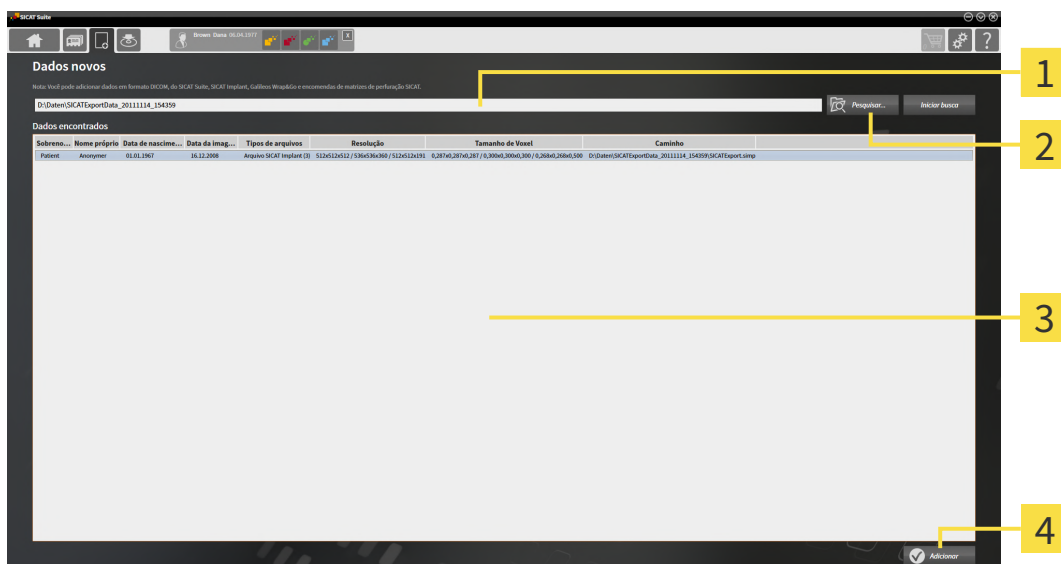 SICAT Suite
Brown Dana 06.04.1977
x
?
Dados novos
Nota: Você pode adicionar dados em formato DICOM, do SICAT Suite, SICAT Implant, Galileos Wrap&Go e encomendas de matrizes de perfuração SICAT.
D:\Daten\SICATExportData_20111114_154359
Pesquisar...
Iniciar busca
Dados encontrados
Sobreno... Nome próprio Data de nascime... Data da imag... Tipos de arquivos Resolução Tamanho de Voxel Caminho
Patient Anonymer 01.01.1967 16.12.2008 Arquivo SICAT Implant (3) 512x512x512 / 536x536x360 / 512x512x191 0,287x0,287x0,287 / 0,300x0,300x0,300 / 0,268x0,268x0,500 D:\Daten\SICATExportData_20111114_154359\SICATExport.simp
Adicionar
1
2
3
4